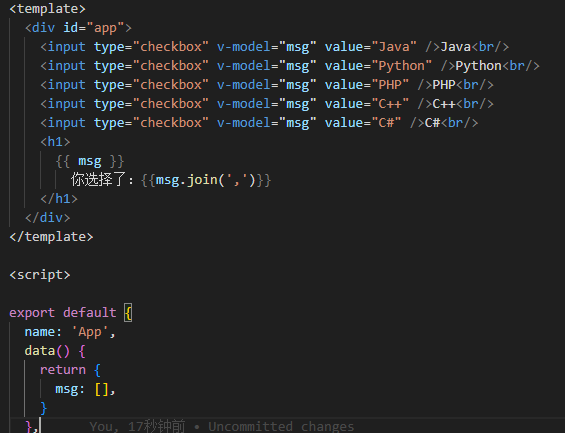 <template>
<div id="app">
<input type="checkbox" v-model="msg" value="Java" />Java<br/>
<input type="checkbox" v-model="msg" value="Python" />Python<br/>
<input type="checkbox" v-model="msg" value="PHP" />PHP<br/>
<input type="checkbox" v-model="msg" value="C++" />C++<br/>
<input type="checkbox" v-model="msg" value="C#" />C#<br/>
<h1>
{{ msg }}
你选择了：{{msg.join(',')}}
</h1>
</div>
</template>
<script>
export default {
name: 'App',
data() {
return {
msg: [],
}
}, You, 17秒钟前 • Uncommitted changes